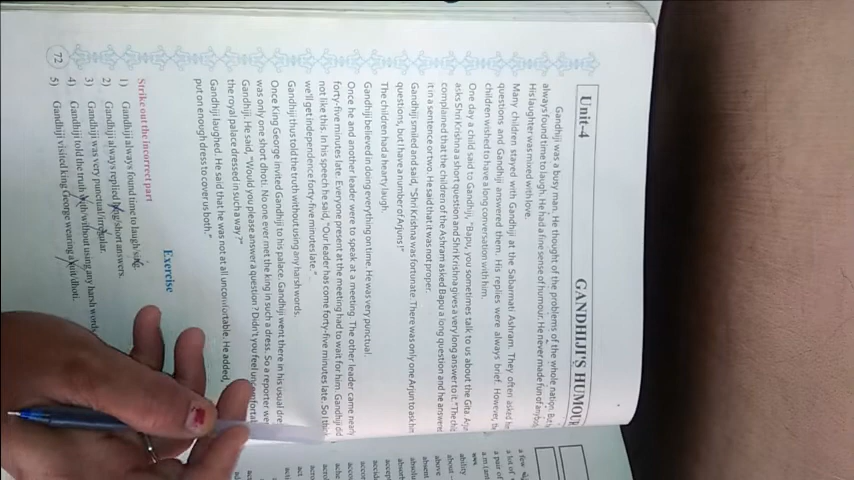 Unit-4
GANDHIJI'S HUMOUR
Gandhiji was a busy man. He thought of the problems of the whole nation. But
always found time to laugh. He had a fine sense of humour. He never made fun of anybody
His laughter was mixed with love.
Many children stayed with Gandhiji at the Sabarmati Ashram. They often asked
questions and Gandhiji answered them. His replies were always brief. However,
children wished to have a long conversation with him.
One day a child said to Gandhiji, "Bapu, you sometimes talk to us about the Gita.
asks Shri Krishna a short question and Shri Krishna gives a very long answer to it." The
complained that the children of the Ashram asked Bapu a long question and he answered
it in a sentence or two. He said that it was not proper.
Gandhiji smiled and said, "Shri Krishna was fortunate. There was only one Arjun to ask him
questions, but I have a number of Arjuns!"
The children had a hearty laugh.
Gandhiji believed in doing everything on time. He was very punctual.
Once he and another leader were to speak at a meeting. The other leader came nearly
forty-five minutes late. Everyone present at the meeting had to wait for him. Gandhiji did
not like this. In his speech he said, "Our leader has come forty-five minutes late. So I
we'll get independence forty-five minutes late."
Gandhiji thus told the truth without using any harsh words.
Once King George invited Gandhiji to his palace. Gandhiji went there in his usual
was only one short dhoti. No one ever met the king in such a dress. So a reporter
Gandhiji. He said, "Would you please answer a question? Didn't you feel
the royal palace dressed in such a way?"
Gandhiji laughed. He said that he was not at all uncomfortable. He added,
put on enough dress to cover us both."
Exercise
Strike out the incorrect part
1) Gandhiji always found time to laugh
2) Gandhiji always replied short answers.
3) Gandhiji was very punctual/
4) Gandhiji told the truth with/without using any harsh words
5) Gandhiji visited king George wearing dhoti.
72
a few
a lot of
a pair of
ability
about
above
absent